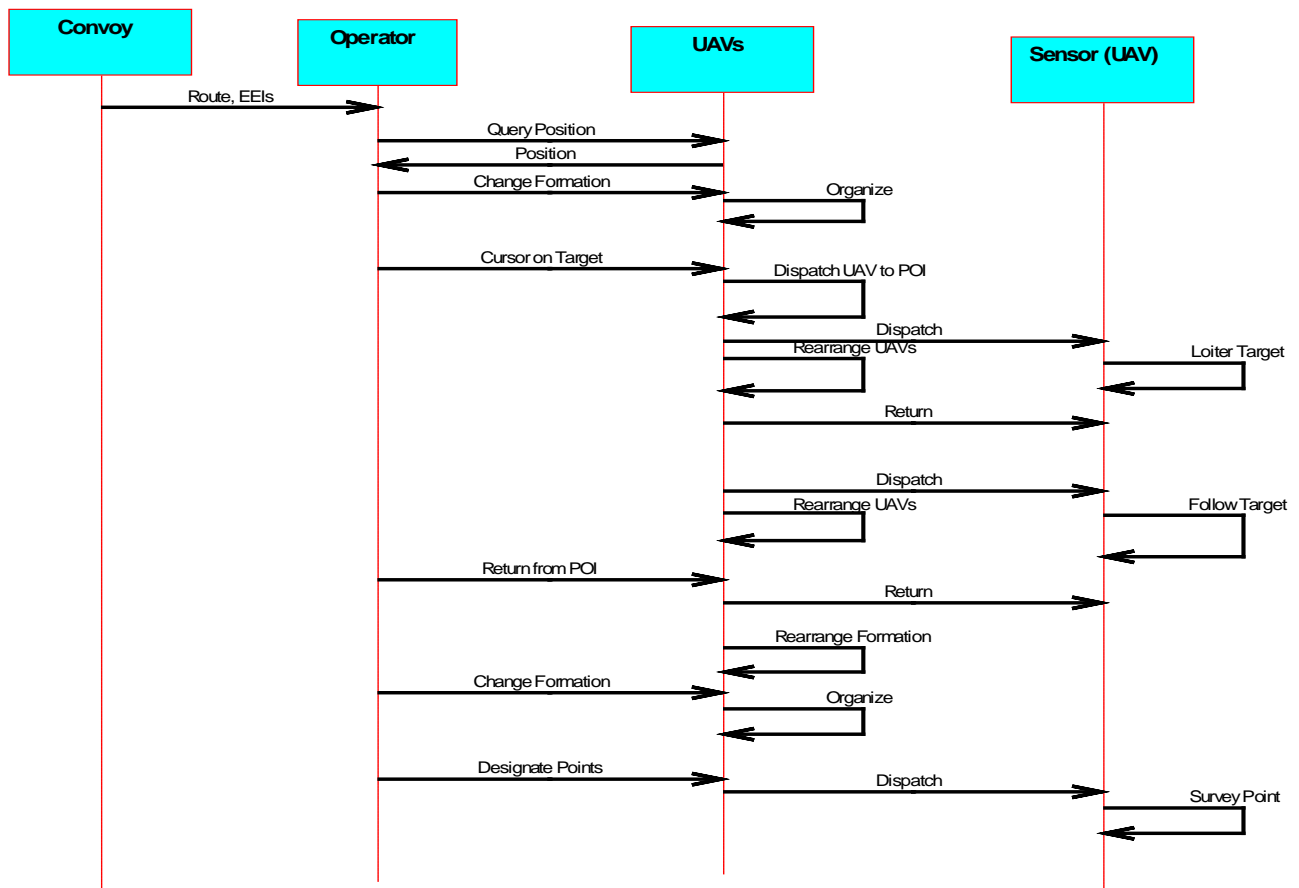 Convoy
Operator
UAVs
Sensor (UAV)
Route, EEIs
Query Position
Position
Change Formation
Organize
Cursor on Target
Dispatch UAV to POI
Dispatch
Rearrange UAVs
Loiter Target
Return
Dispatch
Rearrange UAVs
Follow Target
Return from POI
Return
Rearrange Formation
Change Formation
Organize
Designate Points
Dispatch
Survey Point